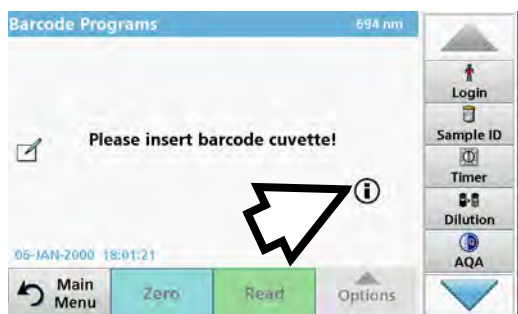 Barcode Programs 694 nm
Please insert barcode cuvette!
i
06-JAN-2000 18:01:21
Main Menu
Zero
Read
Options
Login
Sample ID
Timer
Dilution
AQA